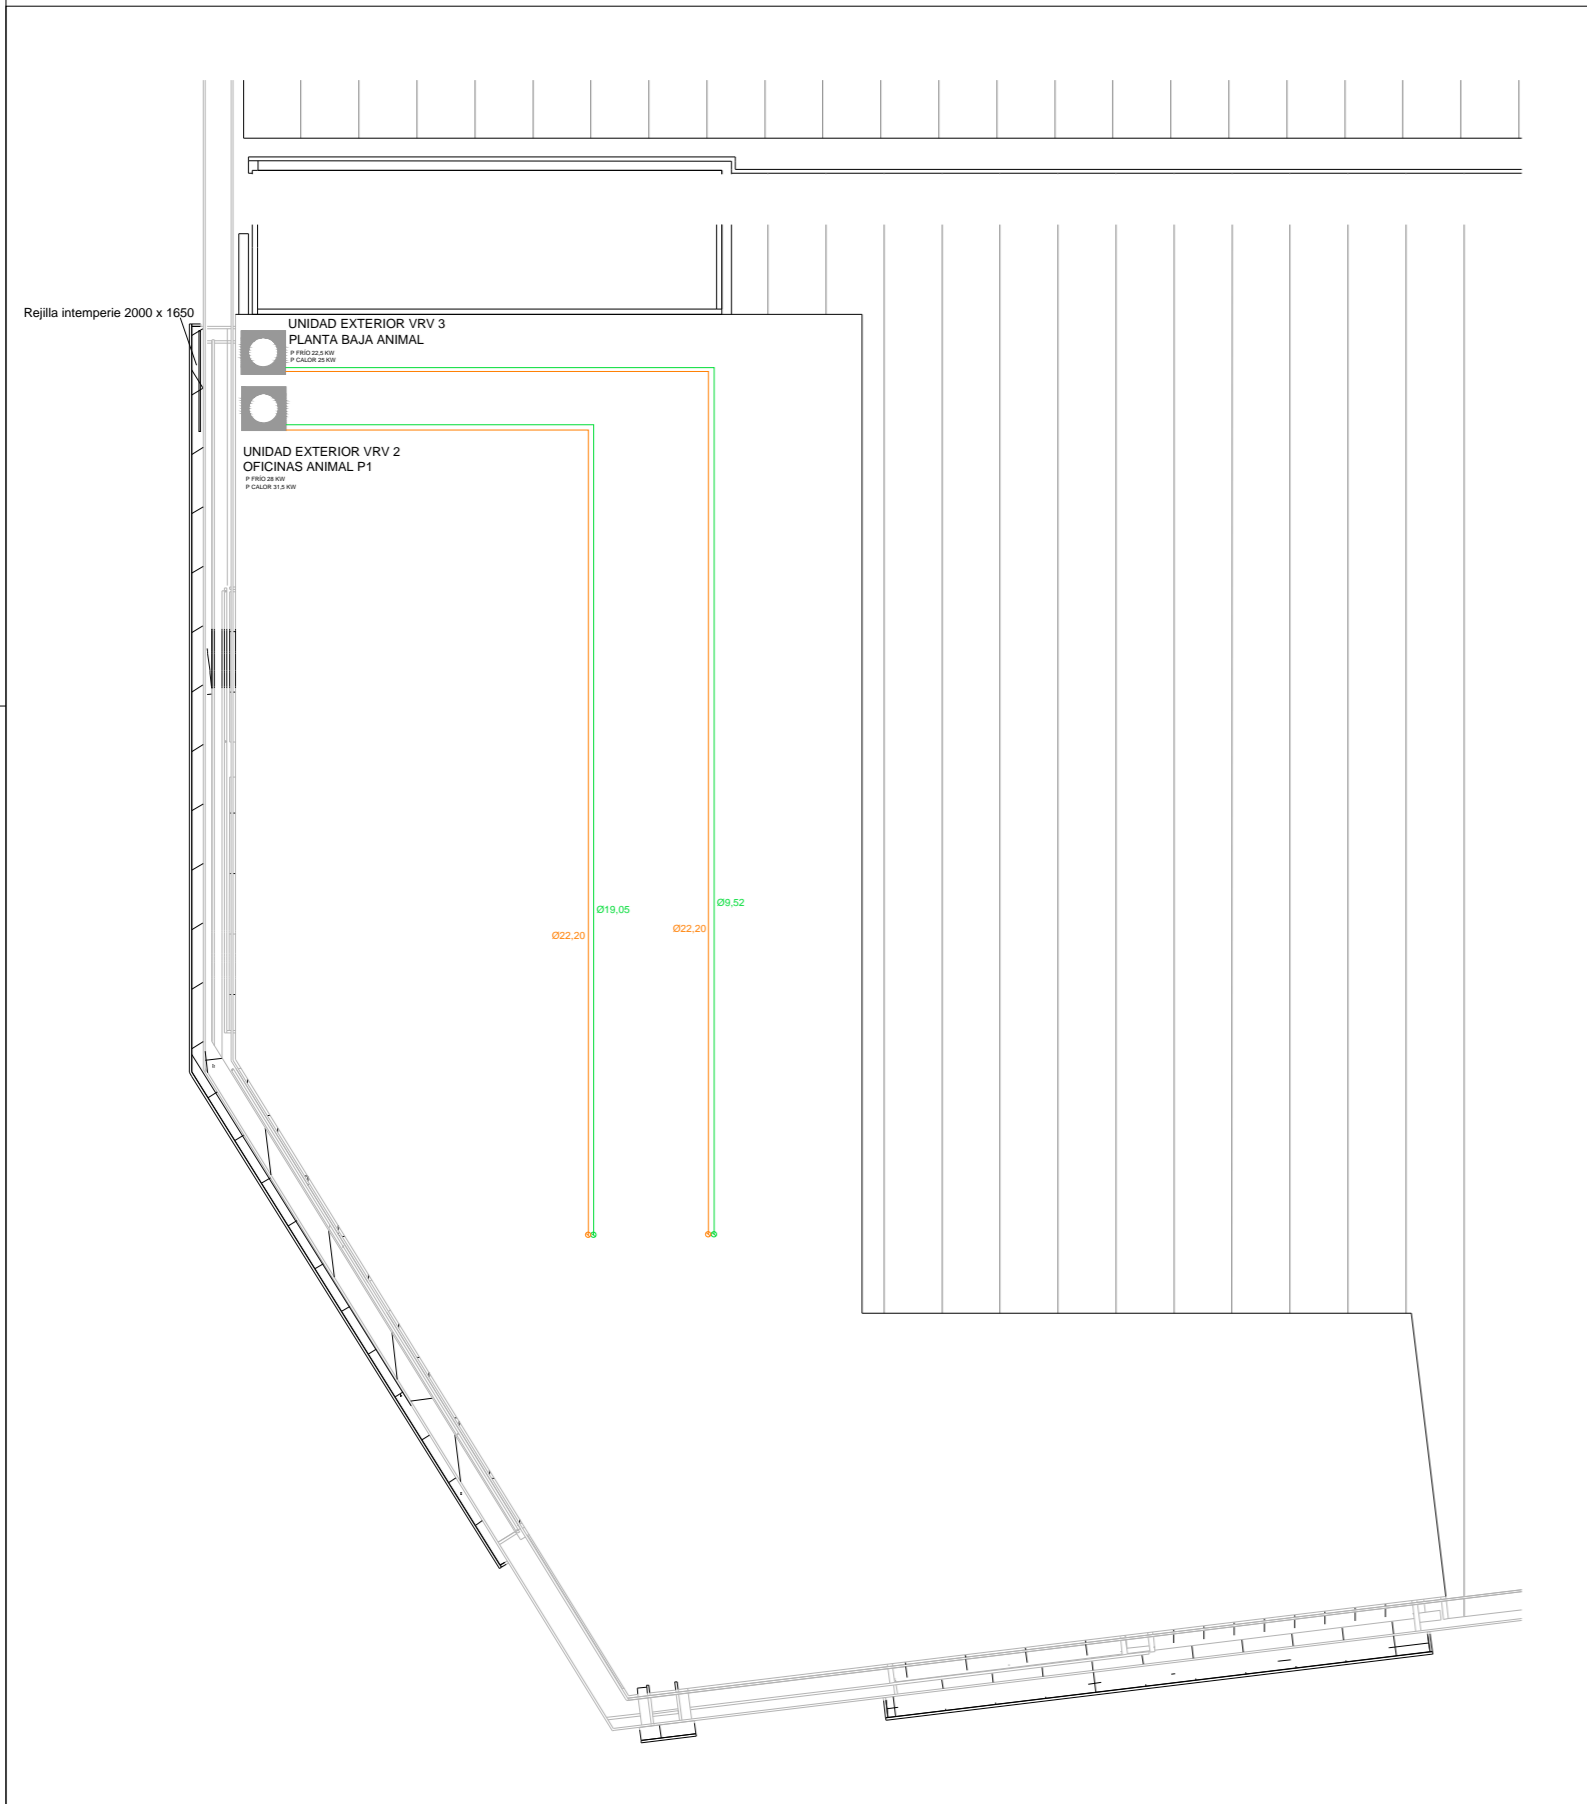 Rejilla intemperie 2000 x 1650
UNIDAD EXTERIOR VRV 3
PLANTA BAJA ANIMAL
P FRÍO 22,5 KW
P CALOR 25 KW
UNIDAD EXTERIOR VRV 2
OFICINAS ANIMAL P1
P FRÍO 28 KW
P CALOR 31,5 KW
Ø9,52
Ø19,05
Ø22,20
Ø22,20